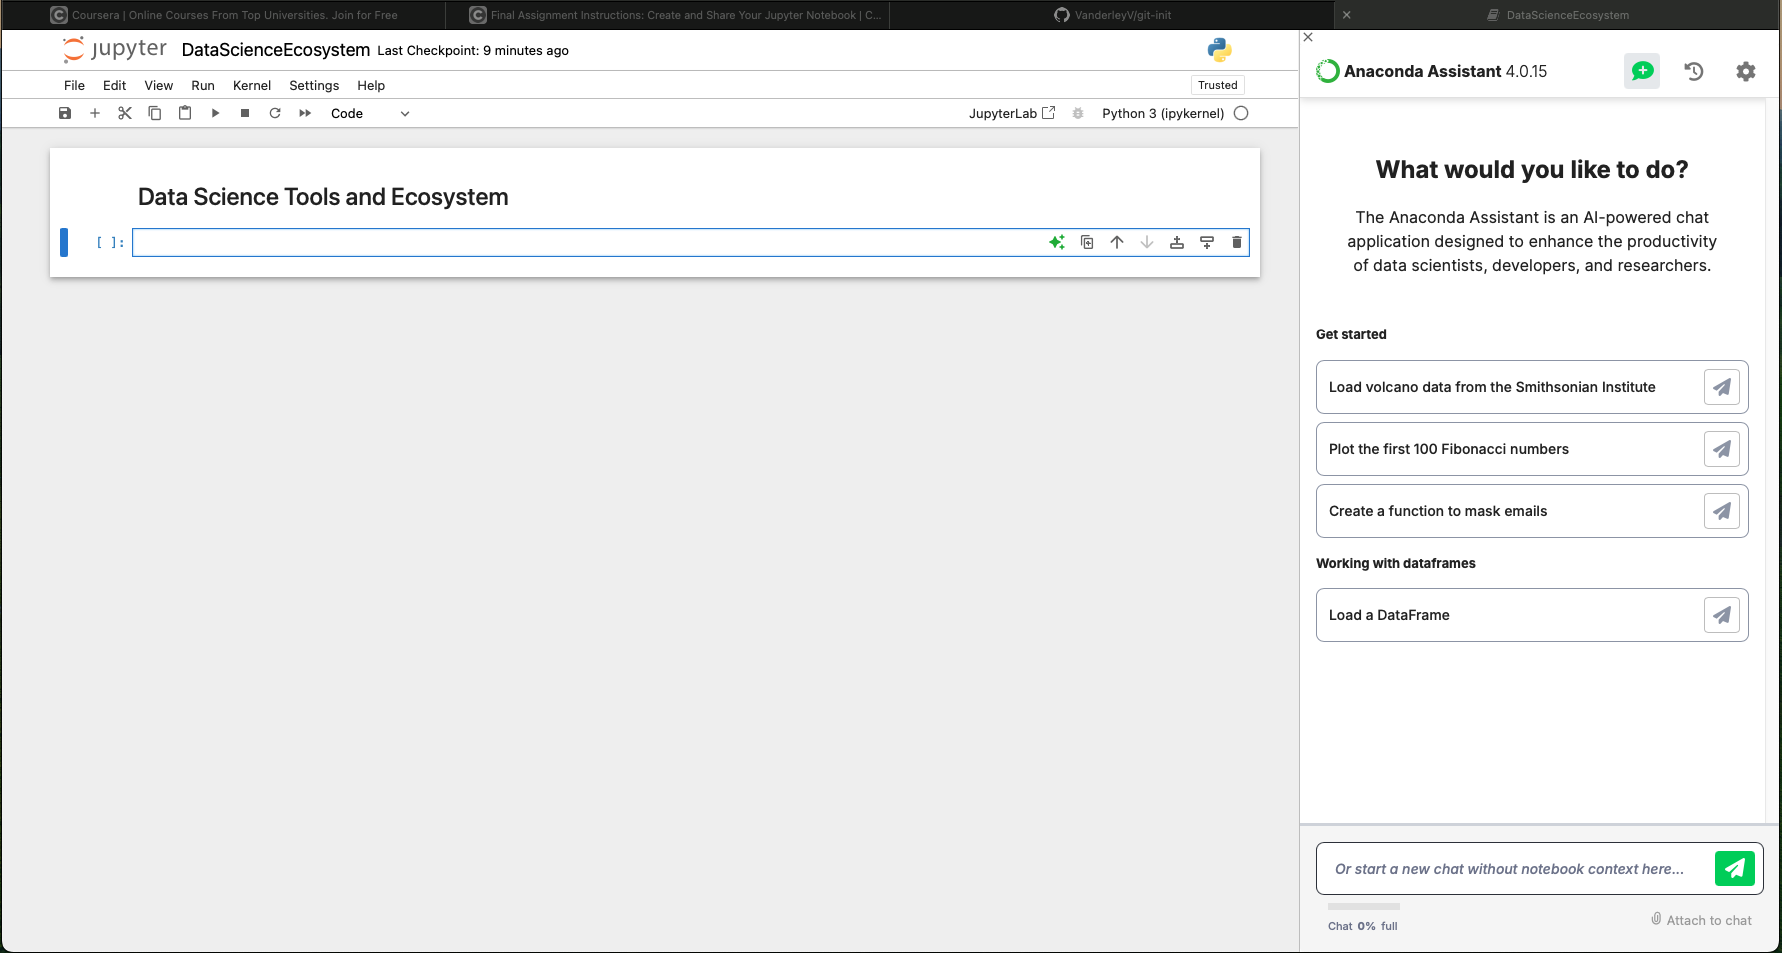 Coursera | Online Courses From Top Universities. Join for Free
Final Assignment Instructions: Create and Share Your Jupyter Notebook | C...
VanderleyV/git-init
DataScienceEcosystem
jupyter DataScienceEcosystem Last Checkpoint: 9 minutes ago
File Edit View Run Kernel Settings Help
Trusted
Code
JupyterLab
Python 3 (ipykernel)
Data Science Tools and Ecosystem
[ ]:
Anaconda Assistant 4.0.15
What would you like to do?
The Anaconda Assistant is an AI-powered chat
application designed to enhance the productivity
of data scientists, developers, and researchers.
Get started
Load volcano data from the Smithsonian Institute
Plot the first 100 Fibonacci numbers
Create a function to mask emails
Working with dataframes
Load a DataFrame
Or start a new chat without notebook context here...
Chat 0% full
Attach to chat